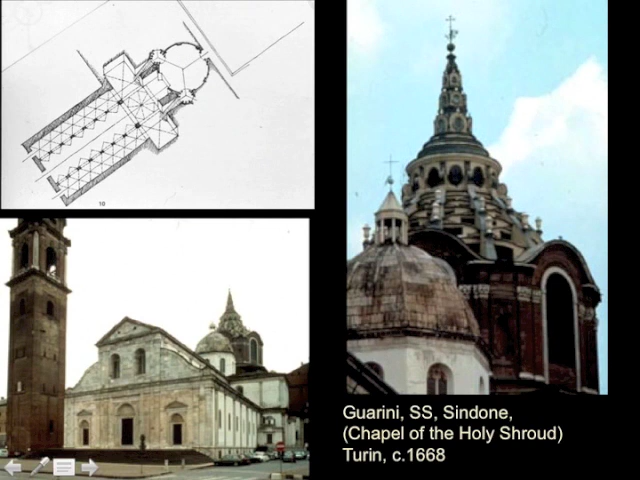 10
Guarini, SS, Sindone,
(Chapel of the Holy Shroud)
Turin, c.1668